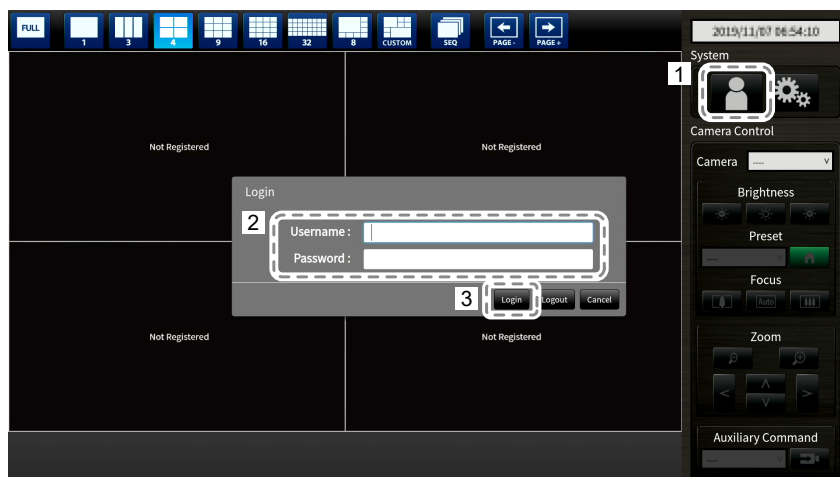 FULL
1
3
4
9
16
32
8
CUSTOM
SEQ
PAGE -
PAGE +
2019/11/07 06:54:10
System
1
Not Registered
Not Registered
Camera Control
Camera ---- v
Login
Brightness
2
Username :
Password :
Preset
Focus
Auto
3
Login
Logout
Cancel
Not Registered
Not Registered
Zoom
Auxiliary Command